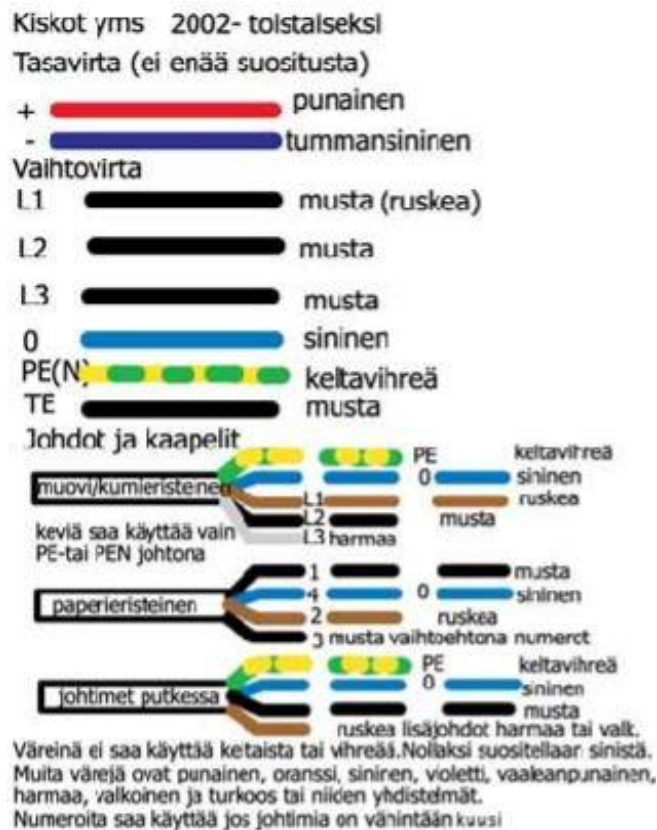 Kiskot yms 2002- toistaiseksi
Tasavirta (ei enää suositusta)
+ punainen
- tummansininen
Vaihtovirta
L1 musta (ruskea)
L2 musta
L3 musta
0 sininen
PE(N) keltavihreä
TE musta
Johdot ja kaapelit
PE keltavihreä
muovi/kumieristeinen 0 sininen
L1 ruskea
L2 musta
keviä saa käyttää vain L3 harmaa
PE-tai PEN johtona
1 musta
4 0 sininen
paperieristeinen 2 ruskea
3 musta vaihtoehtona numerot
PE keltavihreä
0 sininen
johtimet putkessa musta
ruskea lisäjohdot harmaa tai valk.
Väreinä ei saa käyttää keltaista tai vihreää.Nollaksi suositellaan sinistä.
Muita värejä ovat punainen, oranssi, sininen, violetti, vaaleanpunainen,
harmaa, valkoinen ja turkoos tai niiden yhdistelmät.
Numeroita saa käyttää jos johtimia on vähintään kuusi